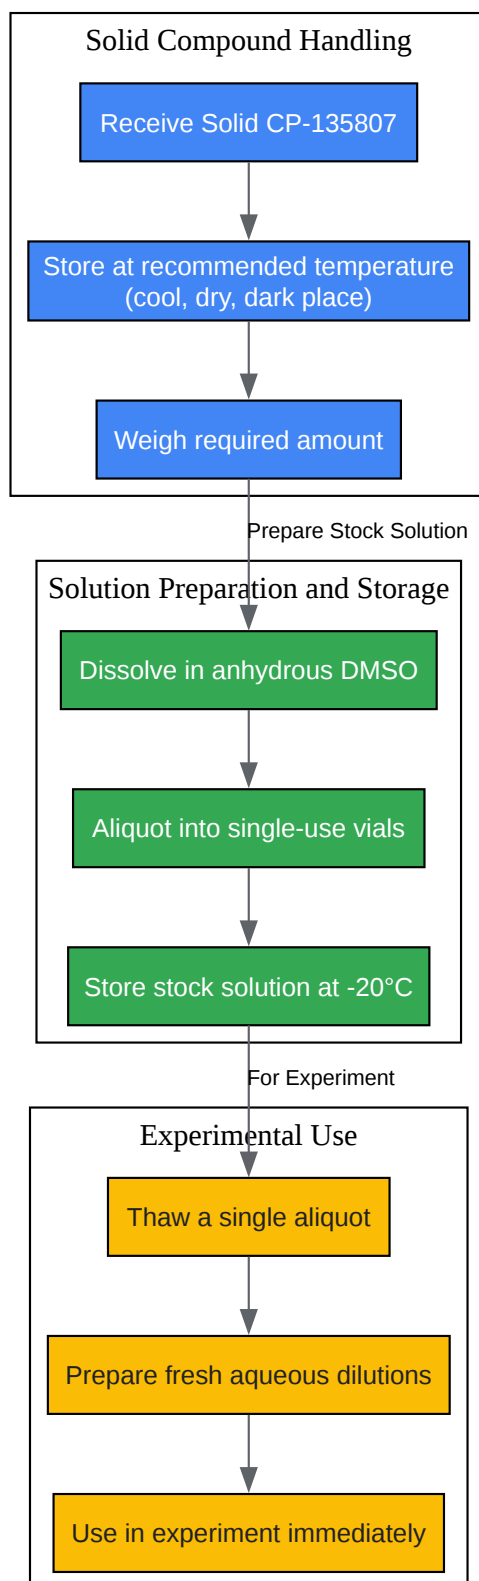 Solid Compound Handling
Receive Solid CP-135807
Store at recommended temperature
(cool, dry, dark place)
Weigh required amount
Prepare Stock Solution
Solution Preparation and Storage
Dissolve in anhydrous DMSO
Aliquot into single-use vials
Store stock solution at -20°C
For Experiment
Experimental Use
Thaw a single aliquot
Prepare fresh aqueous dilutions
Use in experiment immediately